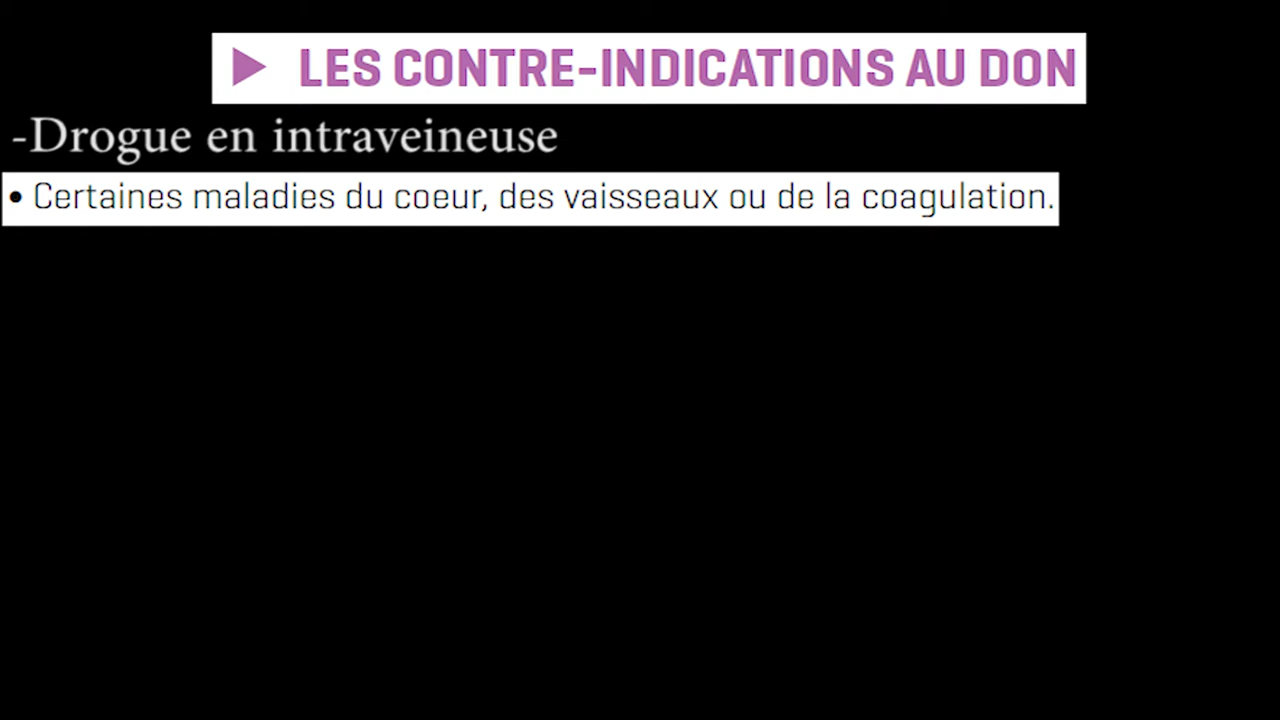 ▶ LES CONTRE-INDICATIONS AU DON
-Drogue en intraveineuse
• Certaines maladies du coeur, des vaisseaux ou de la coagulation.